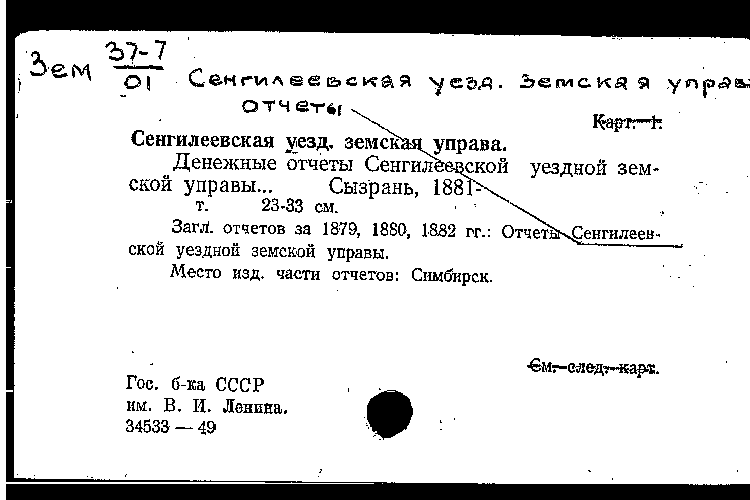 Зем 37-7
01
Сенгилеевская уезд. земская управ
отчеты
Карт. 1.
Сенгилеевская уезд. земская управа.
Денежные отчеты Сенгилеевской уездной зем-
ской управы... Сызрань, 1881-
т. 23-33 см.
Загл. отчетов за 1879, 1880, 1882 гг.: Отчеты Сенгилеев-
ской уездной земской управы.
Место изд. части отчетов: Симбирск.
См. след. карт.
Гос. б-ка СССР
им. В. И. Ленина.
34533 — 49